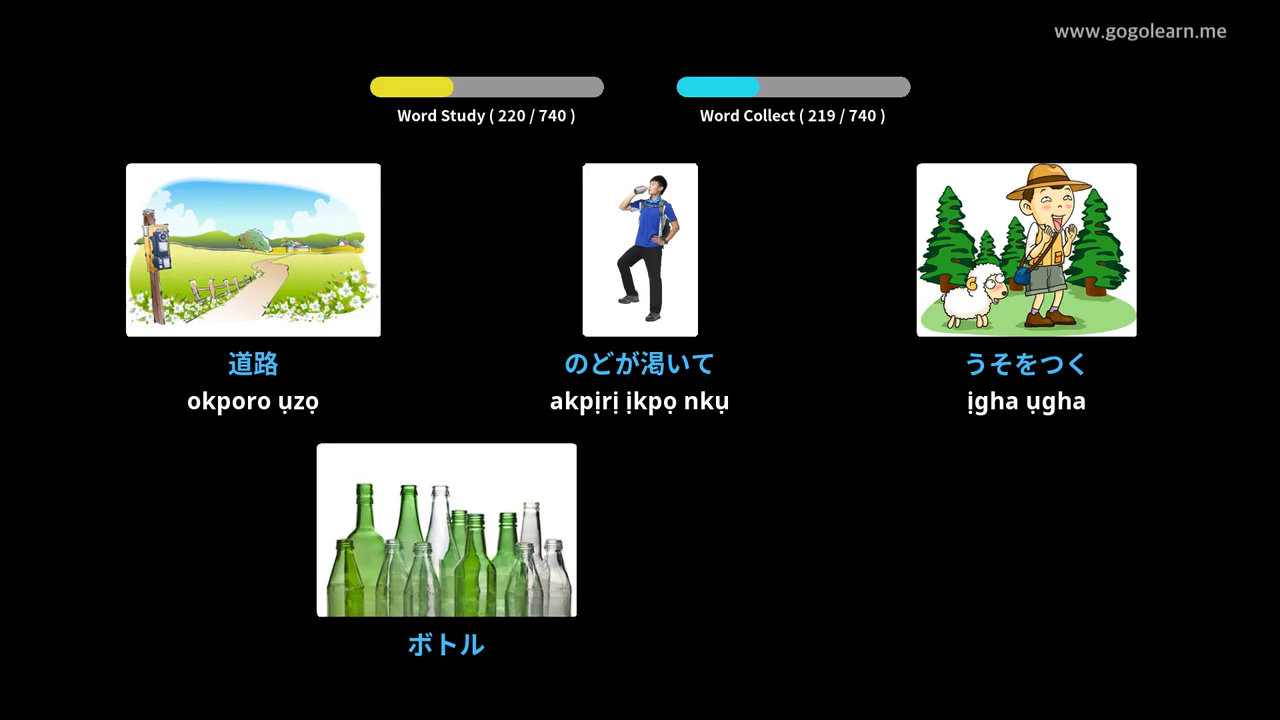 www.gogolearn.me
Word Study ( 220 / 740 )
Word Collect ( 219 / 740 )
道路
okporo ụzọ
のどが渇いて
akpịrị ịkpọ nkụ
うそをつく
ịgha ụgha
ボトル